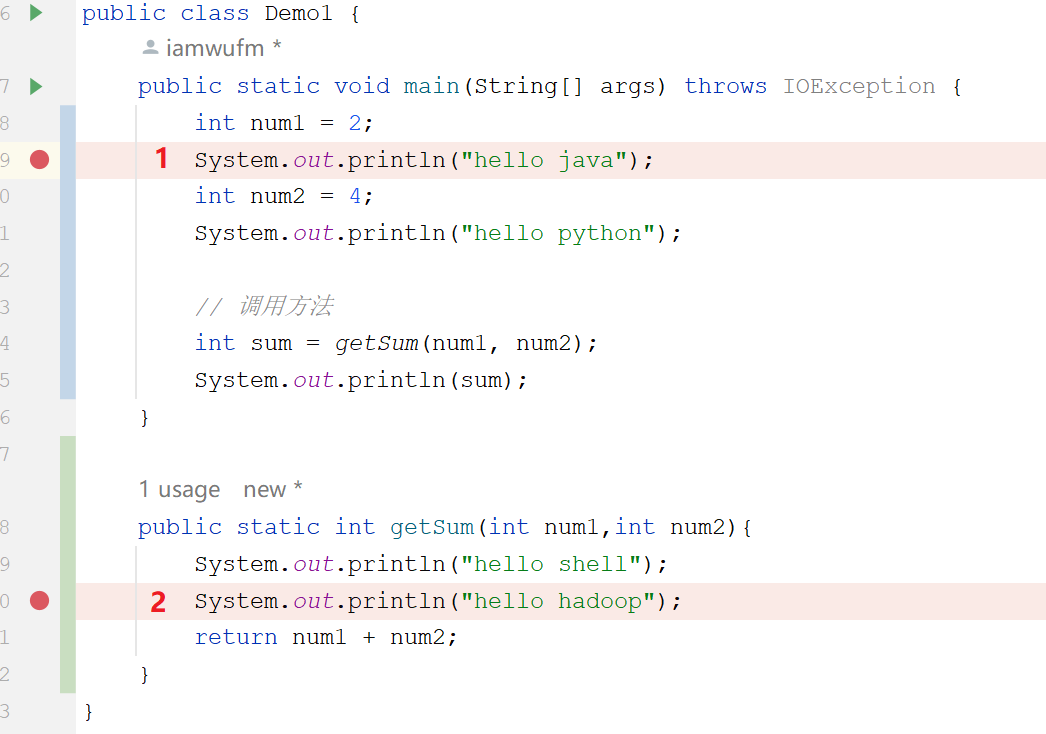 6 public class Demo1 {
iamwufm *
7 public static void main(String[] args) throws IOException {
8 int num1 = 2;
9 1 System.out.println("hello java");
0 int num2 = 4;
1 System.out.println("hello python");
2
3 // 调用方法
4 int sum = getSum(num1, num2);
5 System.out.println(sum);
6 }
7
1 usage new *
8 public static int getSum(int num1,int num2){
9 System.out.println("hello shell");
0 2 System.out.println("hello hadoop");
1 return num1 + num2;
2 }
3 }